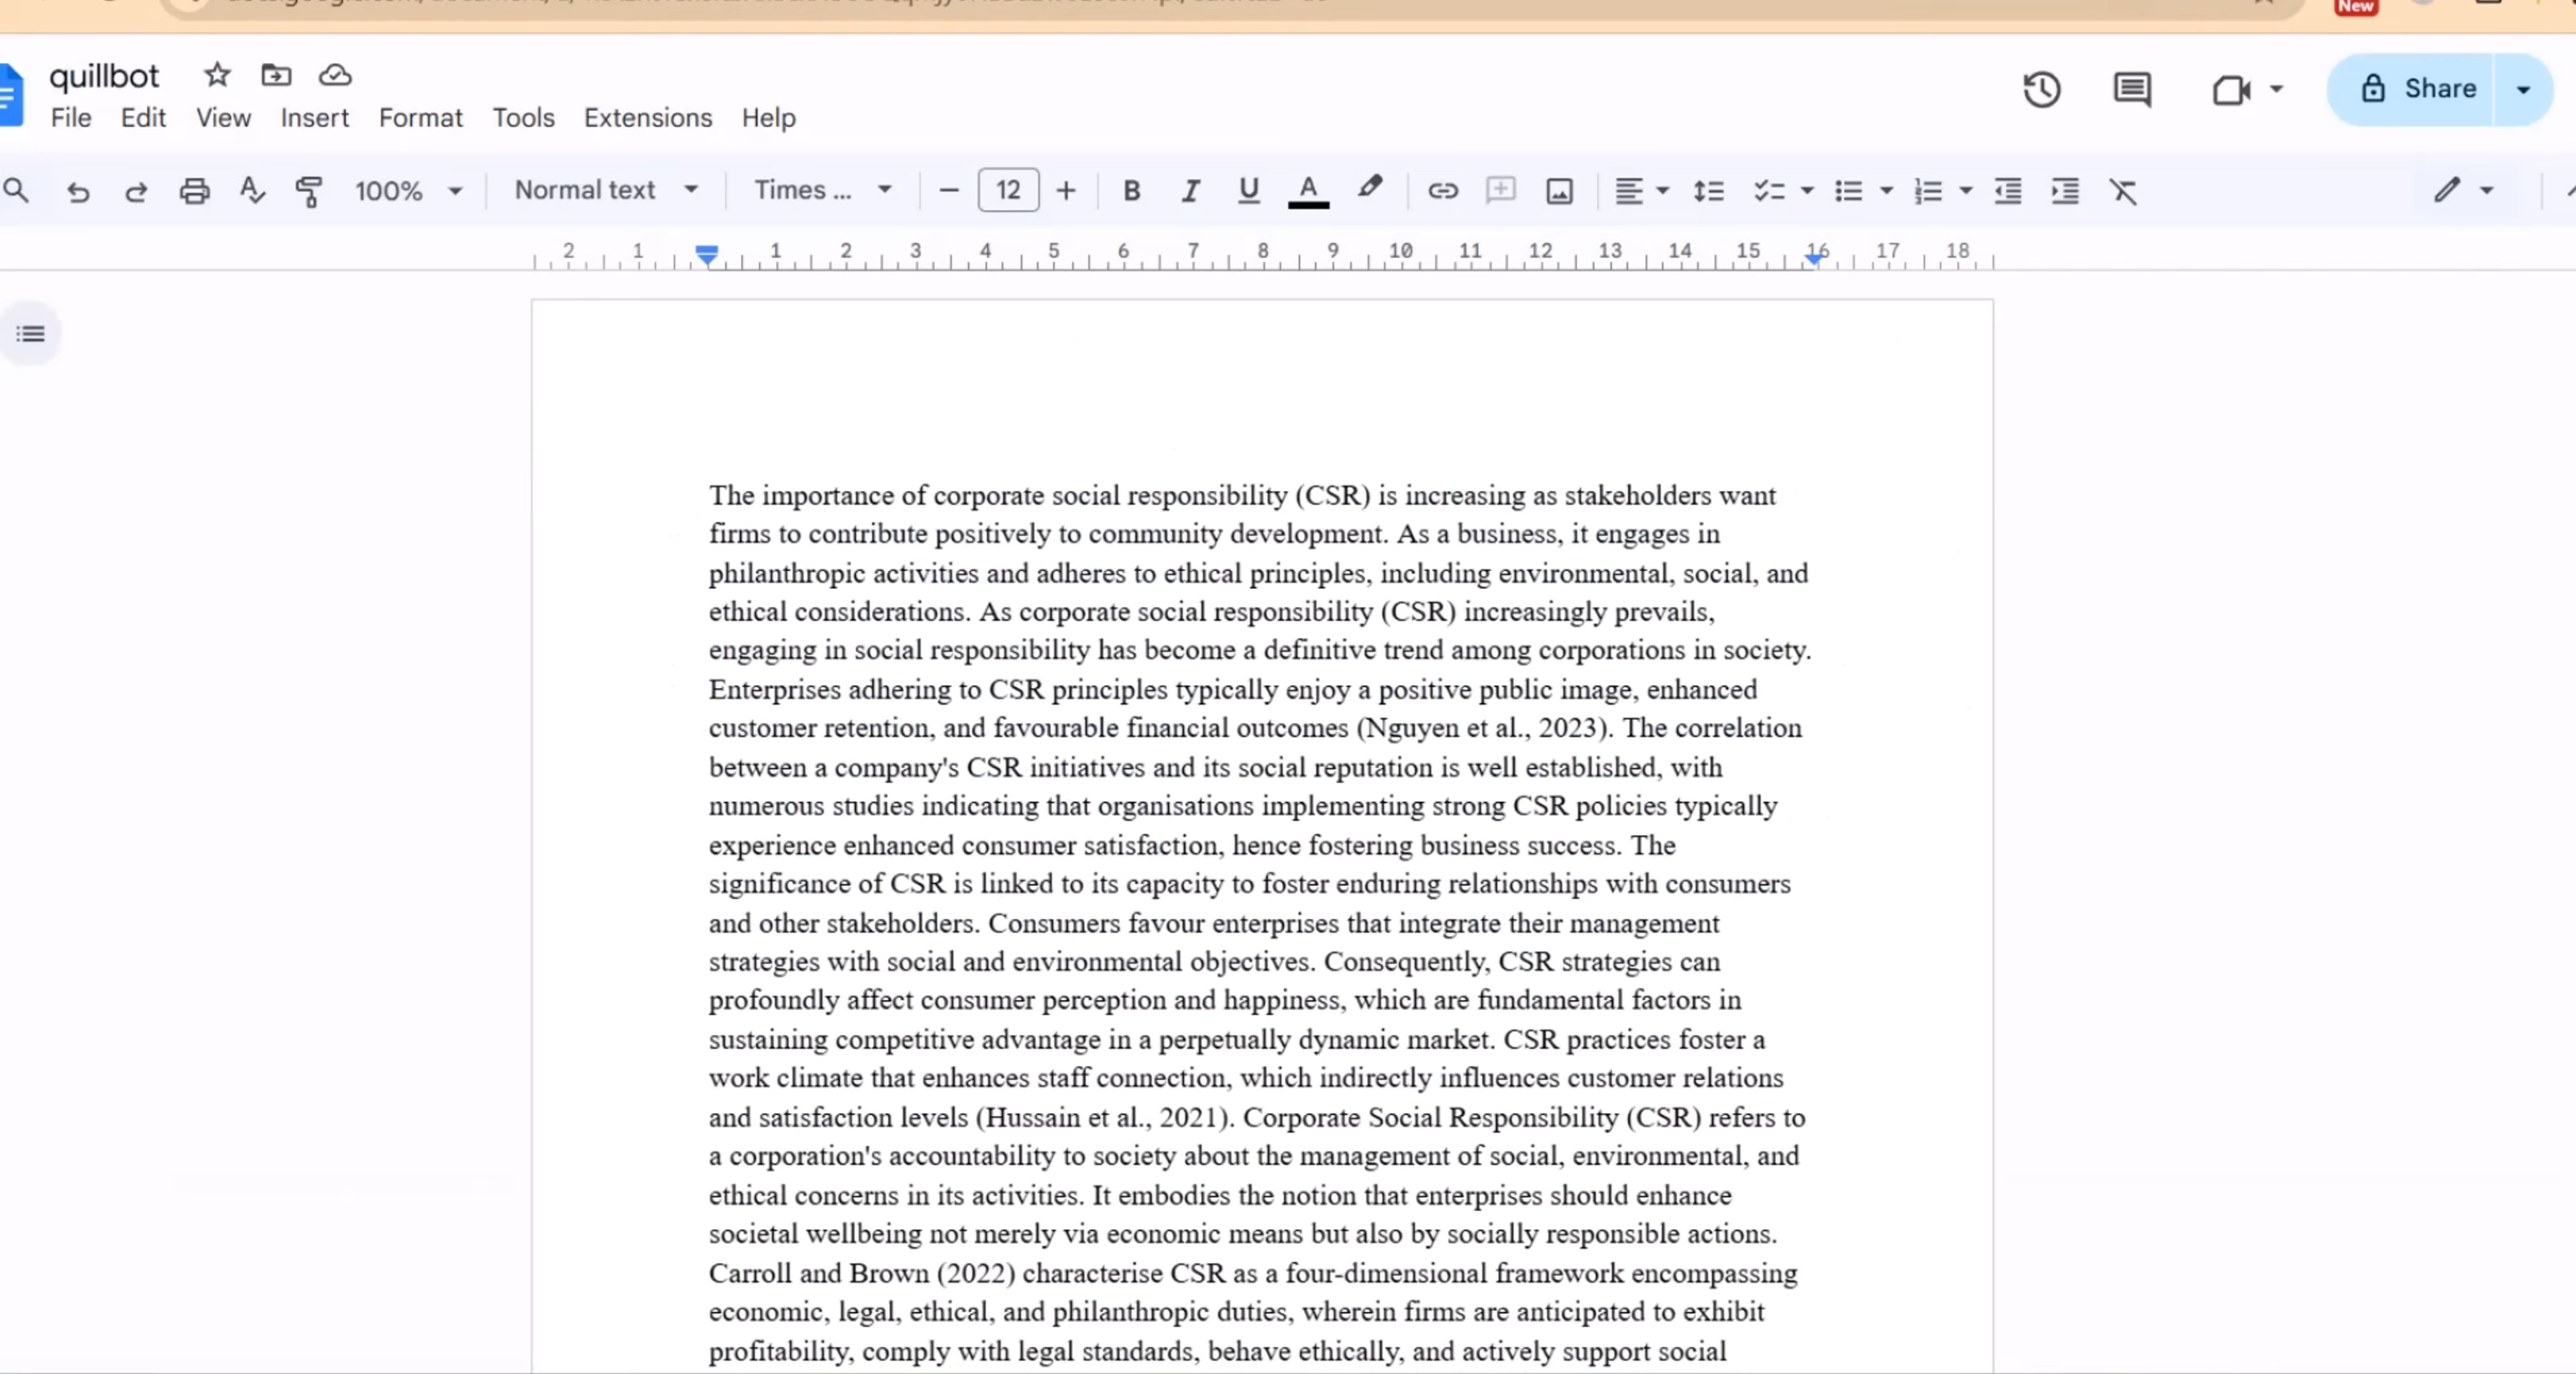 New
quillbot
Share
File Edit View Insert Format Tools Extensions Help
100% Normal text Times ... 12 B I U A
2 1 1 2 3 4 5 6 7 8 9 10 11 12 13 14 15 16 17 18
The importance of corporate social responsibility (CSR) is increasing as stakeholders want
firms to contribute positively to community development. As a business, it engages in
philanthropic activities and adheres to ethical principles, including environmental, social, and
ethical considerations. As corporate social responsibility (CSR) increasingly prevails,
engaging in social responsibility has become a definitive trend among corporations in society.
Enterprises adhering to CSR principles typically enjoy a positive public image, enhanced
customer retention, and favourable financial outcomes (Nguyen et al., 2023). The correlation
between a company's CSR initiatives and its social reputation is well established, with
numerous studies indicating that organisations implementing strong CSR policies typically
experience enhanced consumer satisfaction, hence fostering business success. The
significance of CSR is linked to its capacity to foster enduring relationships with consumers
and other stakeholders. Consumers favour enterprises that integrate their management
strategies with social and environmental objectives. Consequently, CSR strategies can
profoundly affect consumer perception and happiness, which are fundamental factors in
sustaining competitive advantage in a perpetually dynamic market. CSR practices foster a
work climate that enhances staff connection, which indirectly influences customer relations
and satisfaction levels (Hussain et al., 2021). Corporate Social Responsibility (CSR) refers to
a corporation's accountability to society about the management of social, environmental, and
ethical concerns in its activities. It embodies the notion that enterprises should enhance
societal wellbeing not merely via economic means but also by socially responsible actions.
Carroll and Brown (2022) characterise CSR as a four-dimensional framework encompassing
economic, legal, ethical, and philanthropic duties, wherein firms are anticipated to exhibit
profitability, comply with legal standards, behave ethically, and actively support social